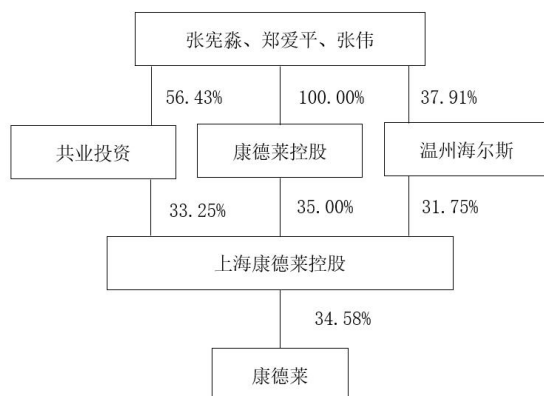 张宪淼、郑爱平、张伟
56.43%
100.00%
37.91%
共业投资
康德莱控股
温州海尔斯
33.25%
35.00%
31.75%
上海康德莱控股
34.58%
康德莱